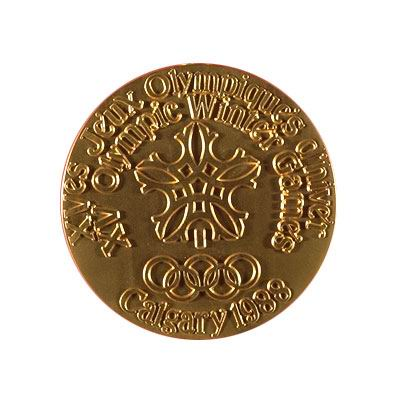 XVes Jeux Olympiques d'hiver
XV Olympic Winter Games
Calgary 1988